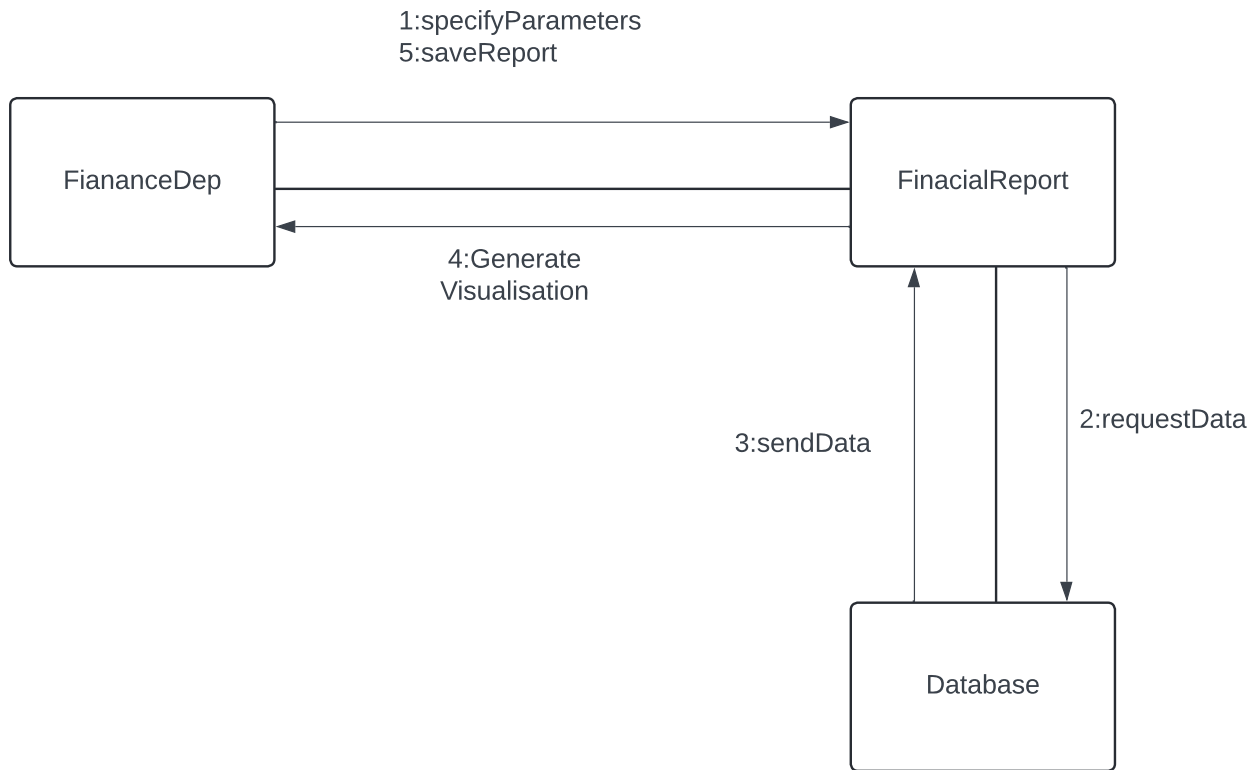 1:specifyParameters
5:saveReport
FiananceDep
FinacialReport
4:Generate
Visualisation
3:sendData
2:requestData
Database